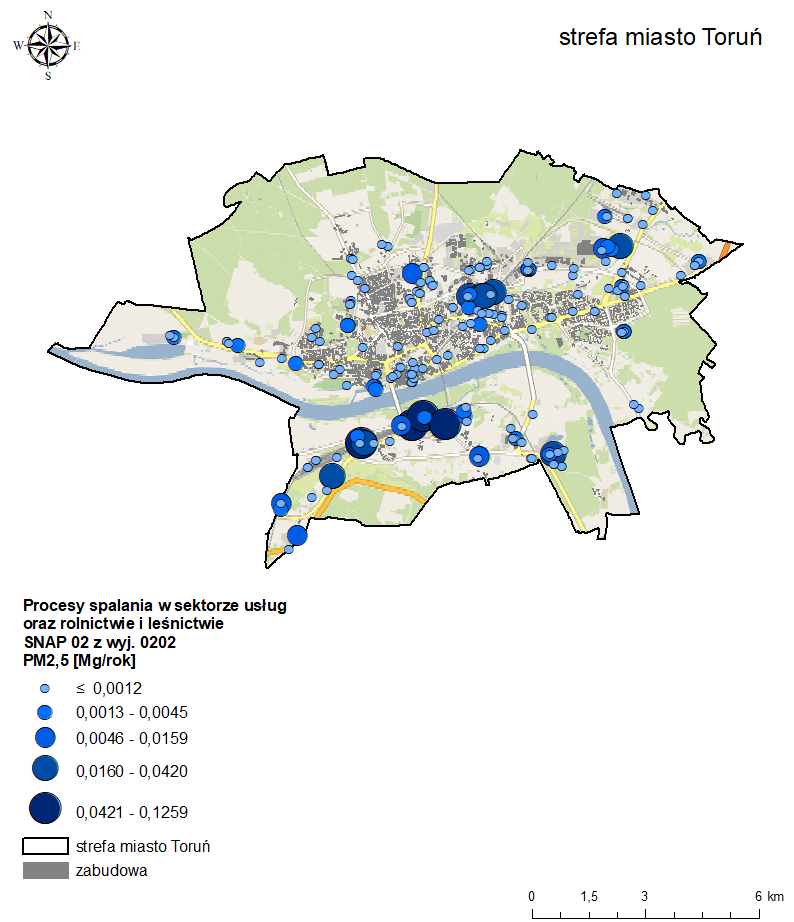 N
W E
S
strefa miasto Toruń
Procesy spalania w sektorze usług
oraz rolnictwie i leśnictwie
SNAP 02 z wyj. 0202
PM2,5 [Mg/rok]
≤ 0,0012
0,0013 - 0,0045
0,0046 - 0,0159
0,0160 - 0,0420
0,0421 - 0,1259
strefa miasto Toruń
zabudowa
0 1,5 3 6 km